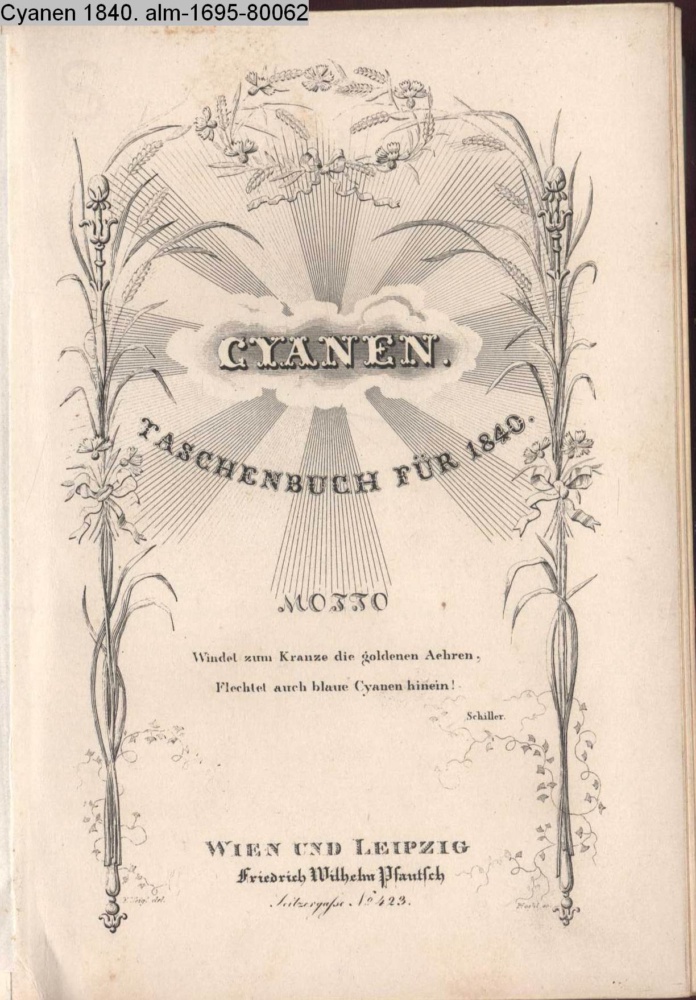 Cyanen 1840. alm-1695-80062
CYANEN.
TASCHENBUCH FÜR 1840.
MOTTO
Windet zum Kranze die goldenen Aehren,
Flechtet auch blaue Cyanen hinein!
Schiller.
WIEN UND LEIPZIG
Friedrich Wilhelm Pfautsch
Seitzergasse No 423.
del.